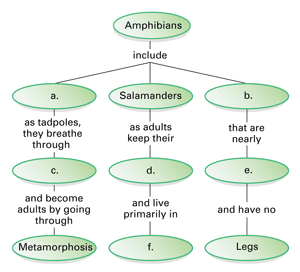 Amphibians
include
a.
Salamanders
b.
as tadpoles,
they breathe
through
as adults
keep their
that are
nearly
c.
d.
e.
and become
adults by going
through
and live
primarily in
and have no
Metamorphosis
f.
Legs